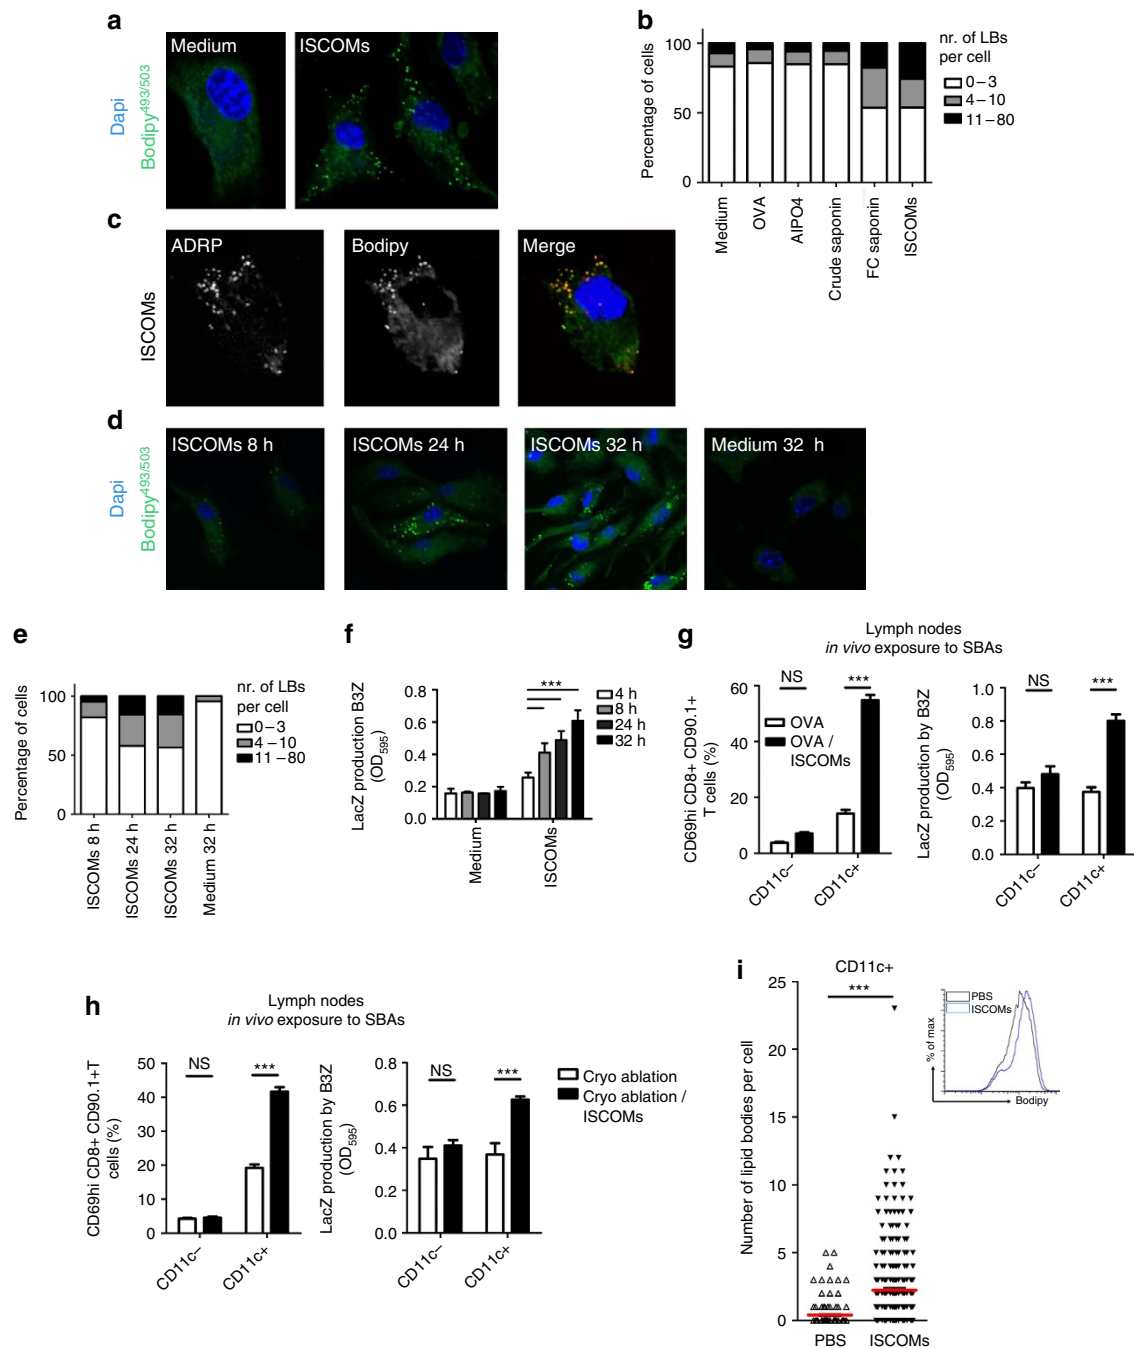 a
Medium
ISCOMs
Dapi
Bodipy493/503
b
Percentage of cells
100
50
0
Medium
OVA
AlPO4
Crude saponin
FC saponin
ISCOMs
nr. of LBs
per cell
0–3
4–10
11–80
c
ISCOMs
ADRP
Bodipy
Merge
d
Dapi
Bodipy493/503
ISCOMs 8 h
ISCOMs 24 h
ISCOMs 32 h
Medium 32 h
e
Percentage of cells
100
50
0
ISCOMs 8 h
ISCOMs 24 h
ISCOMs 32 h
Medium 32 h
nr. of LBs
per cell
0–3
4–10
11–80
f
LacZ production B3Z
(OD595)
0.8
0.6
0.4
0.2
0.0
***
Medium
ISCOMs
4 h
8 h
24 h
32 h
g
Lymph nodes
in vivo exposure to SBAs
CD69hi CD8+ CD90.1+
T cells (%)
60
40
20
0
NS
***
OVA
OVA /
ISCOMs
CD11c–
CD11c+
LacZ production by B3Z
(OD595)
1.0
0.8
0.6
0.4
0.2
0.0
NS
***
CD11c–
CD11c+
h
Lymph nodes
in vivo exposure to SBAs
CD69hi CD8+ CD90.1+T
cells (%)
50
40
30
20
10
0
NS
***
CD11c–
CD11c+
LacZ production by B3Z
(OD595)
0.8
0.6
0.4
0.2
0.0
NS
***
CD11c–
CD11c+
Cryo ablation
Cryo ablation /
ISCOMs
i
CD11c+
***
Number of lipid bodies per cell
25
20
15
10
5
0
PBS
ISCOMs
PBS
ISCOMs
% of max
Bodipy